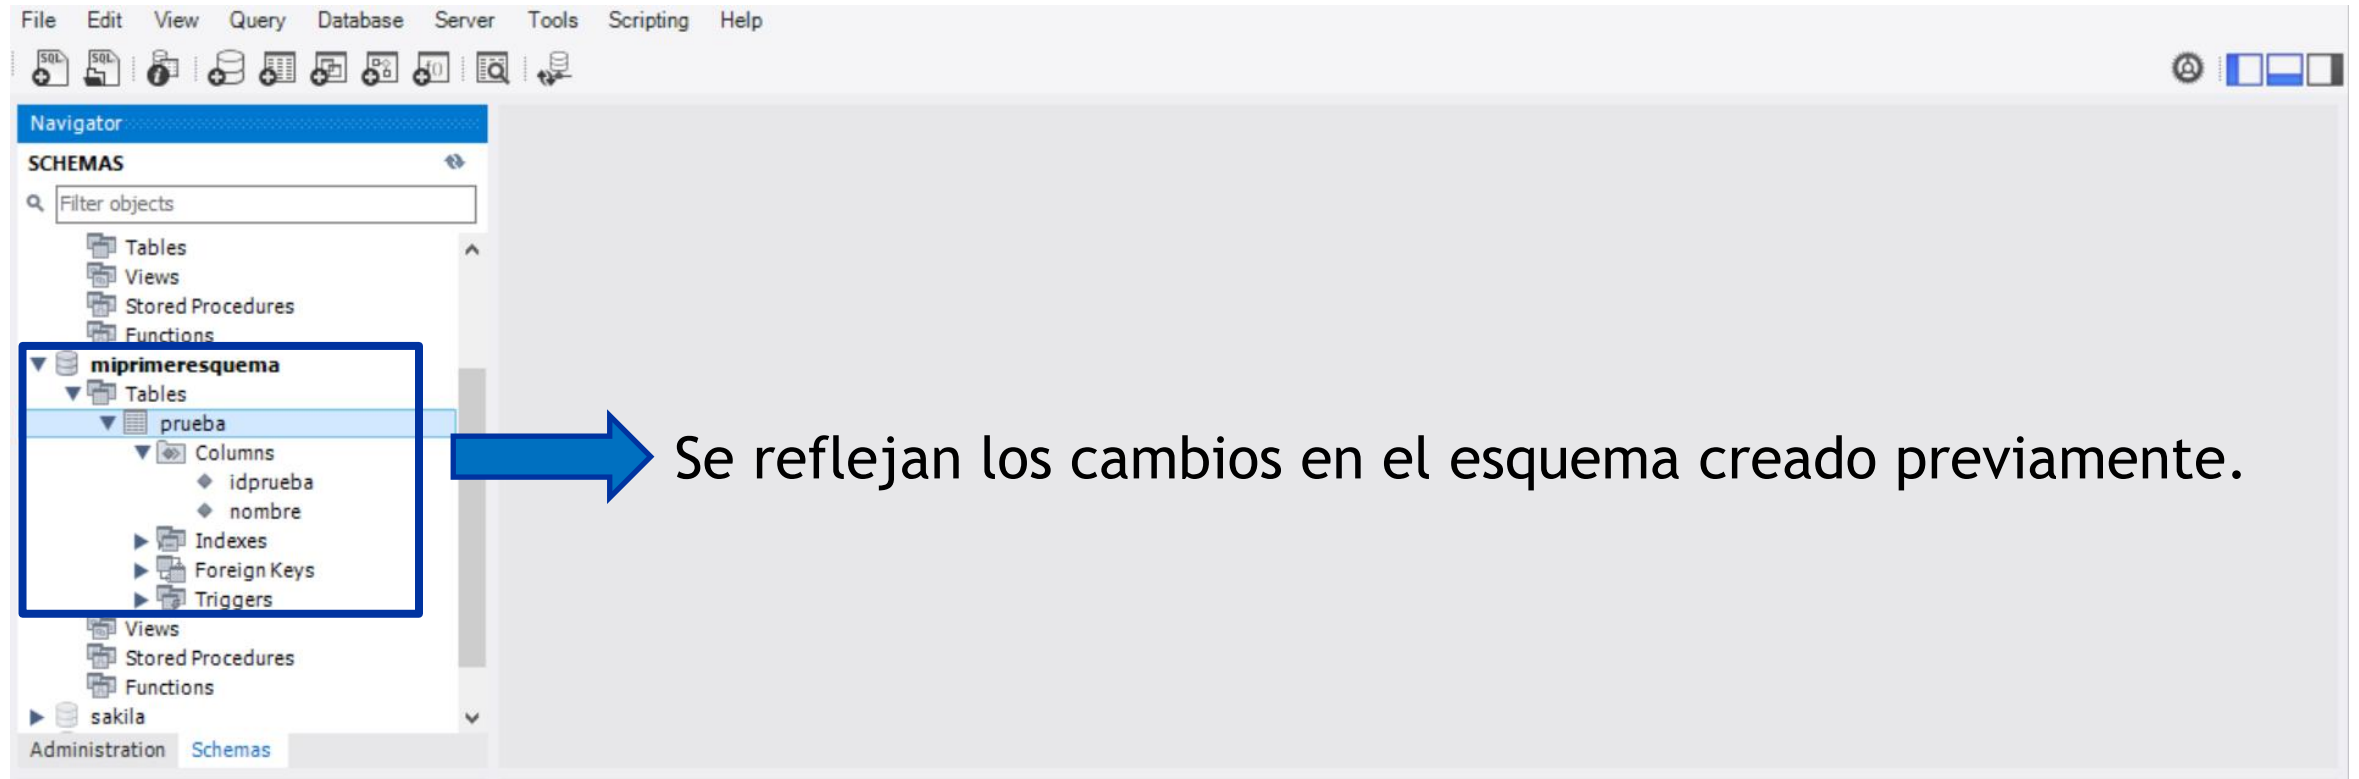 File Edit View Query Database Server Tools Scripting Help
Navigator
SCHEMAS
Filter objects
Tables
Views
Stored Procedures
Functions
miprimeresquema
Tables
prueba
Columns
idprueba
nombre
Indexes
Foreign Keys
Triggers
Views
Stored Procedures
Functions
sakila
Administration Schemas
Se reflejan los cambios en el esquema creado previamente.